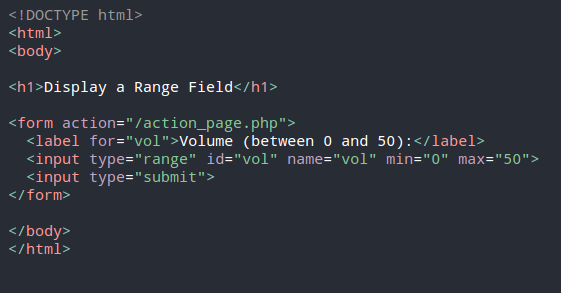 <!DOCTYPE html>
<html>
<body>
<h1>Display a Range Field</h1>
<form action="/action_page.php">
<label for="vol">Volume (between 0 and 50):</label>
<input type="range" id="vol" name="vol" min="0" max="50">
<input type="submit">
</form>
</body>
</html>